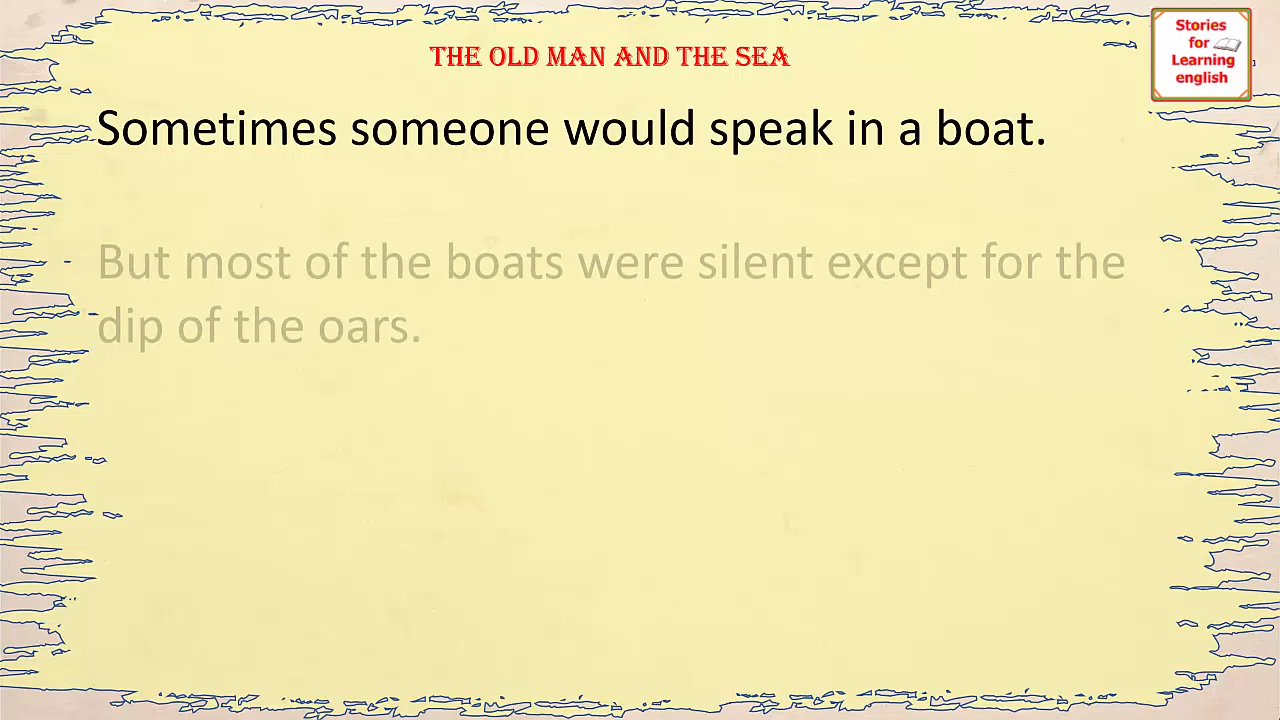 THE OLD MAN AND THE SEA
Stories
for
Learning
english
Sometimes someone would speak in a boat.
But most of the boats were silent except for the
dip of the oars.